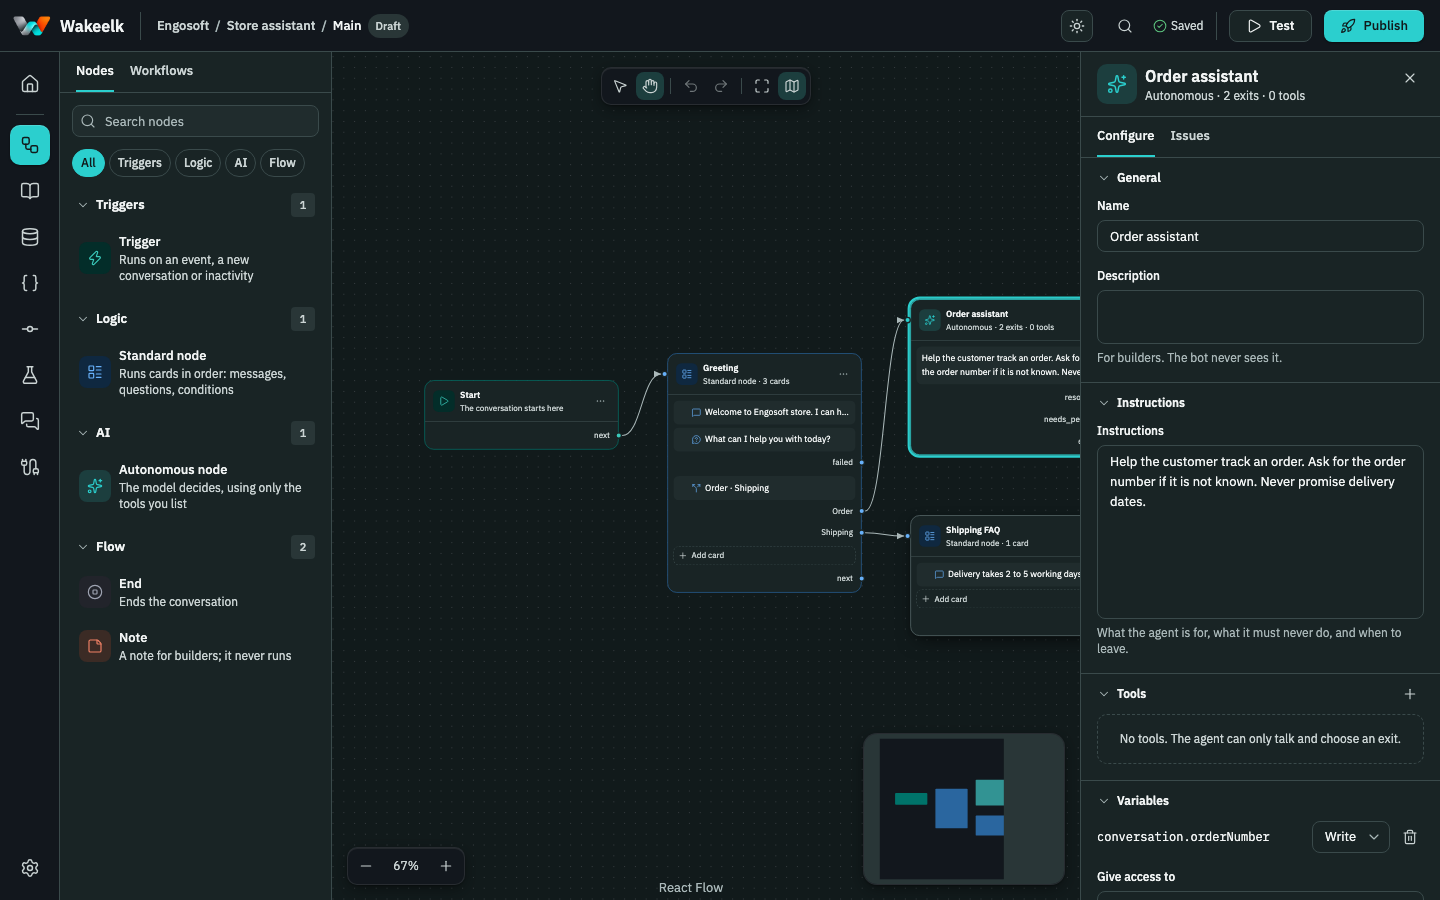 Wakeelk
Engosoft / Store assistant / Main Draft
Saved
Test
Publish
Nodes Workflows
Search nodes
All Triggers Logic AI Flow
Triggers 1
Trigger
Runs on an event, a new
conversation or inactivity
Logic 1
Standard node
Runs cards in order: messages,
questions, conditions
AI 1
Autonomous node
The model decides, using only the
tools you list
Flow 2
End
Ends the conversation
Note
A note for builders; it never runs
Start
The conversation starts here
next
Greeting
Standard node · 3 cards
Welcome to Engosoft store. I can h...
What can I help you with today?
failed
Order · Shipping
Order
Shipping
Add card
next
Order assistant
Autonomous · 2 exits · 0 tools
Help the customer track an order. Ask fo
the order number if it is not known. Neve
reso
needs_pe
Shipping FAQ
Standard node · 1 card
Delivery takes 2 to 5 working days
Add card
67%
React Flow
Order assistant
Autonomous · 2 exits · 0 tools
Configure Issues
General
Name
Order assistant
Description
For builders. The bot never sees it.
Instructions
Instructions
Help the customer track an order. Ask for the order
number if it is not known. Never promise delivery
dates.
What the agent is for, what it must never do, and when to
leave.
Tools
No tools. The agent can only talk and choose an exit.
Variables
conversation.orderNumber Write
Give access to